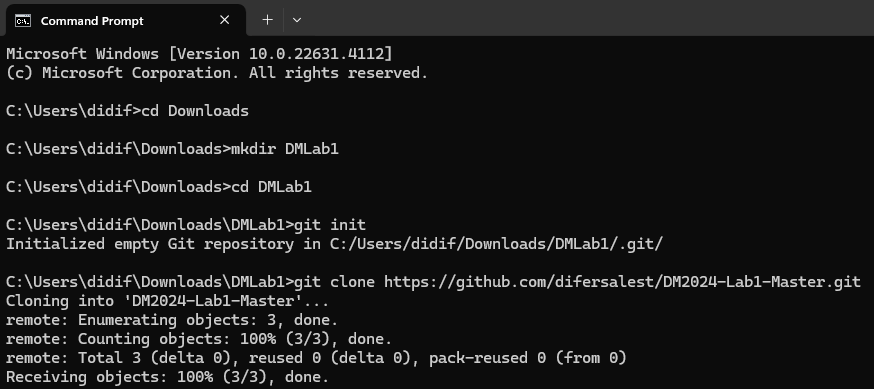 Command Prompt
Microsoft Windows [Version 10.0.22631.4112]
(c) Microsoft Corporation. All rights reserved.
C:\Users\didif>cd Downloads
C:\Users\didif\Downloads>mkdir DMLab1
C:\Users\didif\Downloads>cd DMLab1
C:\Users\didif\Downloads\DMLab1>git init
Initialized empty Git repository in C:/Users/didif/Downloads/DMLab1/.git/
C:\Users\didif\Downloads\DMLab1>git clone https://github.com/difersalest/DM2024-Lab1-Master.git
Cloning into 'DM2024-Lab1-Master'...
remote: Enumerating objects: 3, done.
remote: Counting objects: 100% (3/3), done.
remote: Total 3 (delta 0), reused 0 (delta 0), pack-reused 0 (from 0)
Receiving objects: 100% (3/3), done.